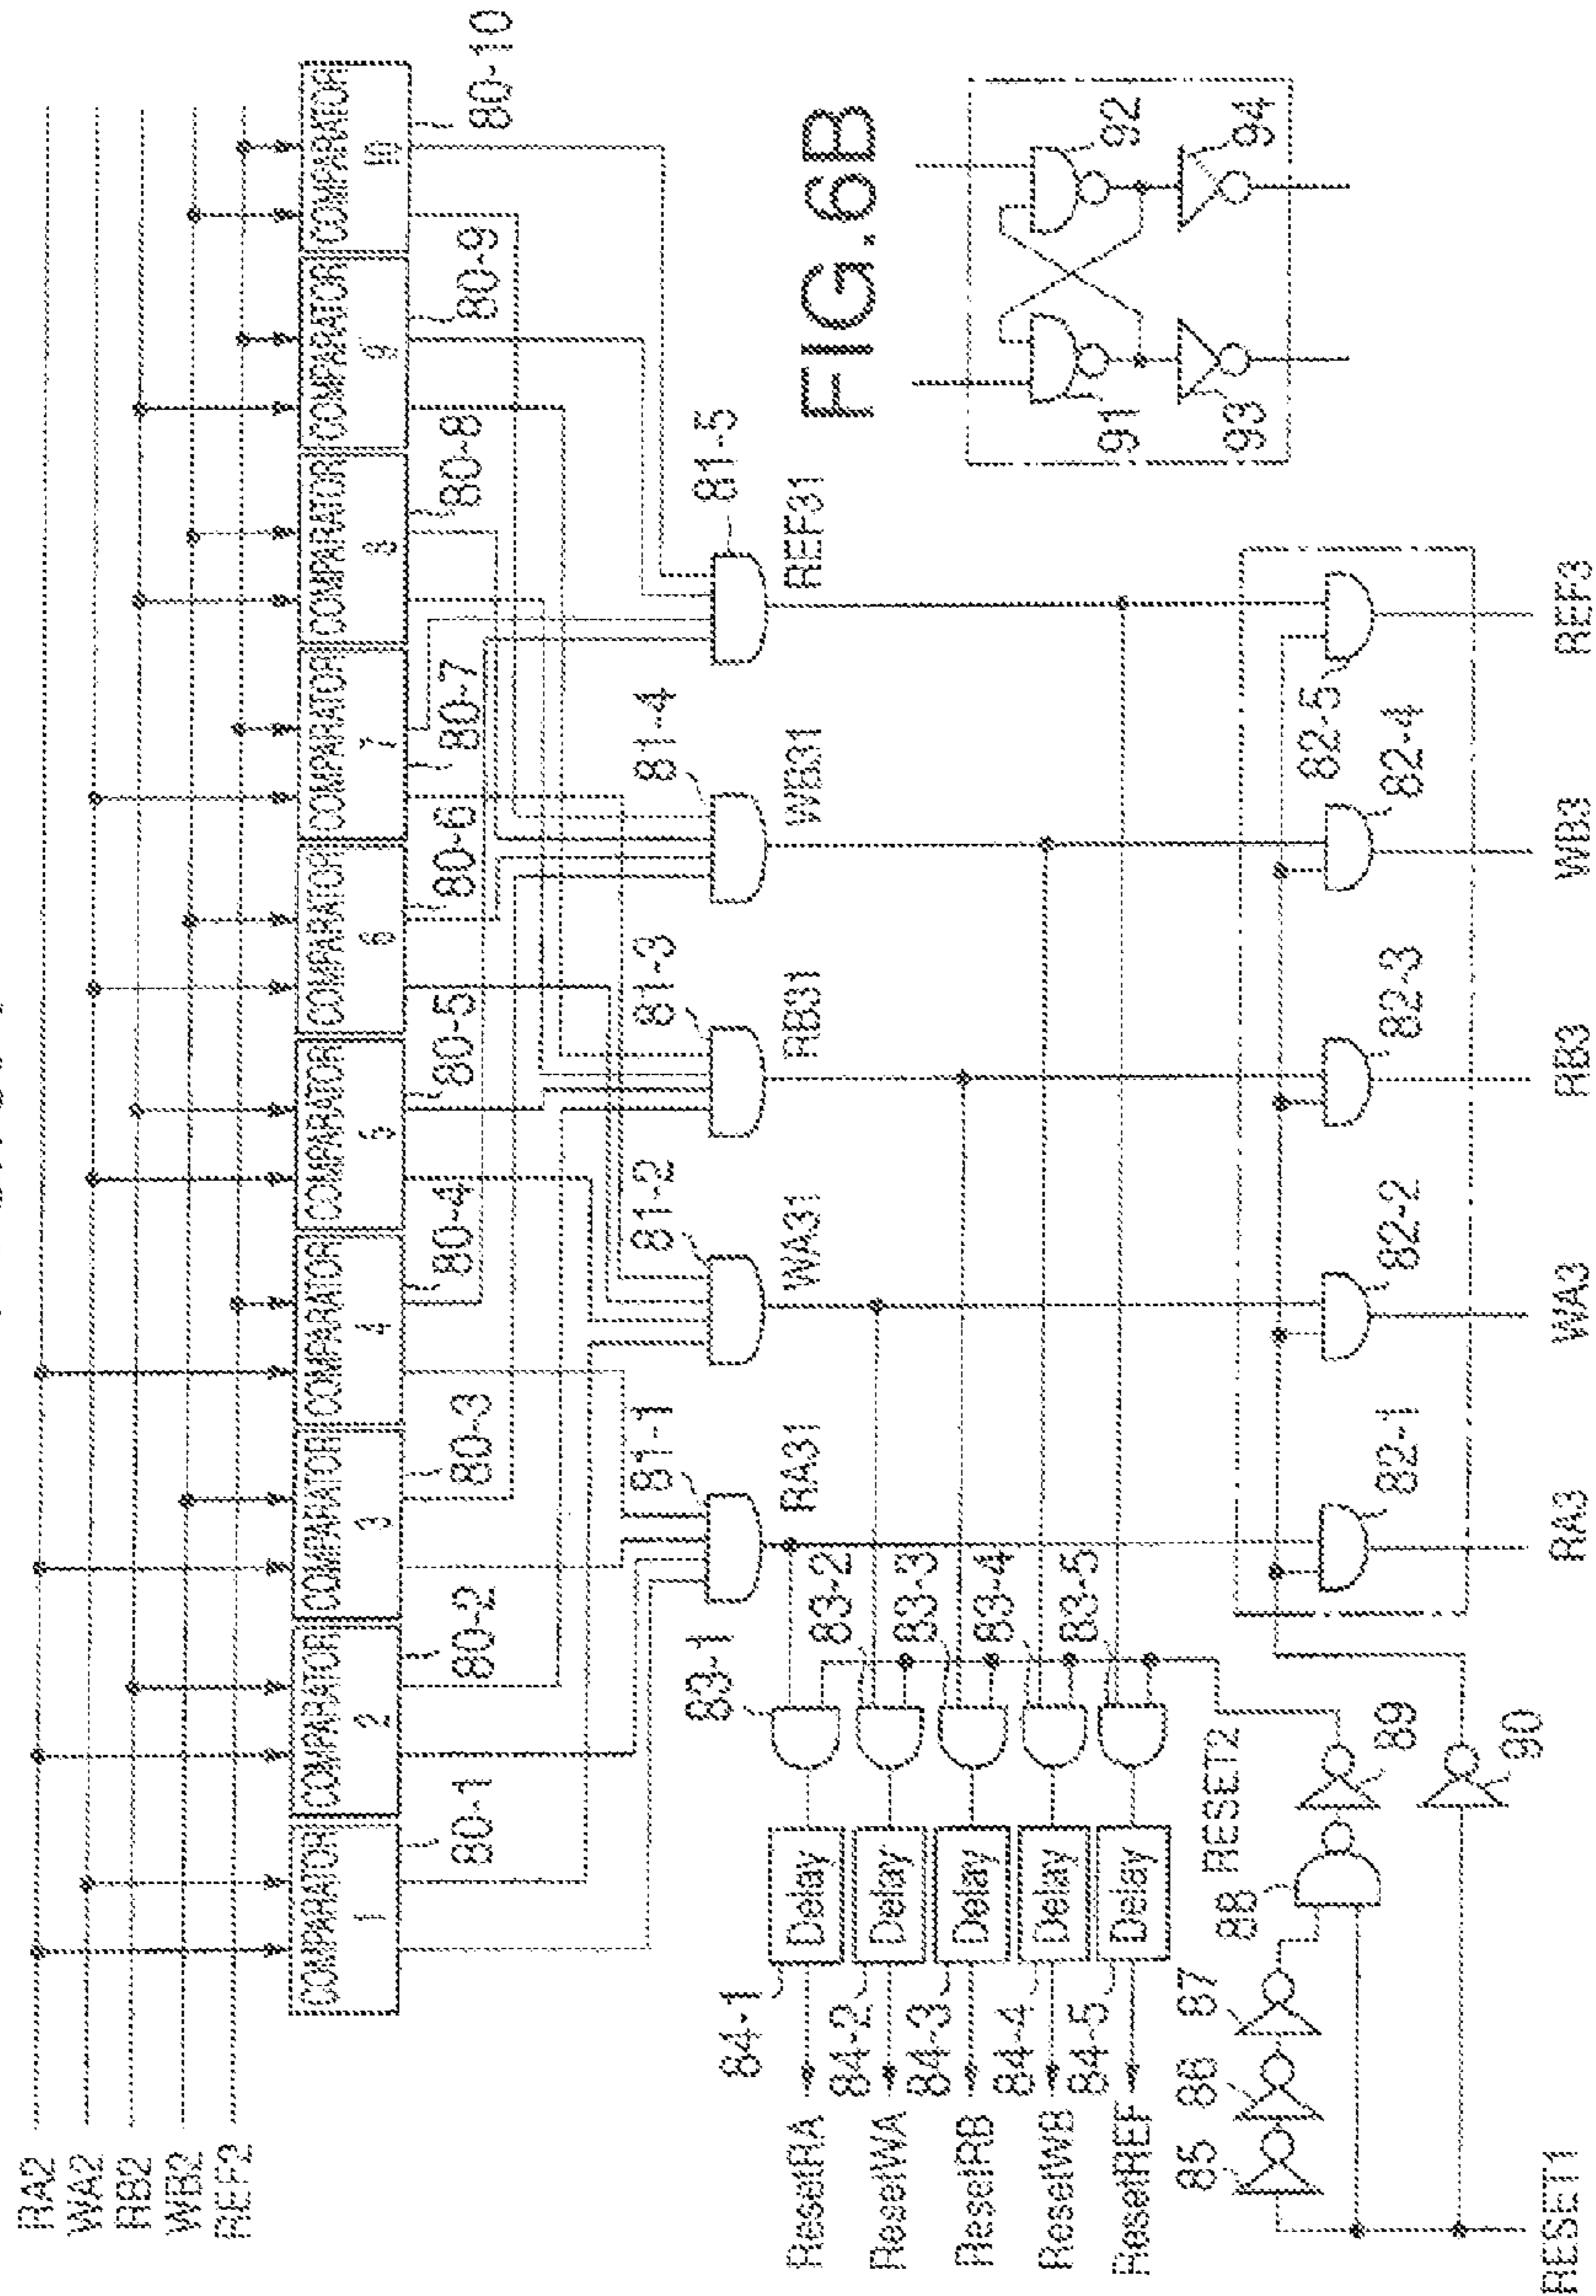 RA2
WA2
RB2
WB2
REF2
COMPARATOR 1
COMPARATOR 2
COMPARATOR 3
COMPARATOR 4
COMPARATOR 5
COMPARATOR 6
COMPARATOR 7
COMPARATOR 8
COMPARATOR 9
COMPARATOR 10
80-1
80-2
80-3
80-4
80-5
80-6
80-7
80-8
80-9
80-10
81-1
81-2
81-3
81-4
81-5
RA31
WA31
RB31
WB31
REF31
83-1
83-2
83-3
83-4
83-5
84-1
84-2
84-3
84-4
84-5
Delay
Delay
Delay
Delay
Delay
ResetRA
ResetWA
ResetRB
ResetWB
ResetREF
RESET2
85
86
87
88
89
90
RESET1
82-1
82-2
82-3
82-4
82-5
RA3
WA3
RB3
WB3
REF3
FIG.6B
91
92
93
94